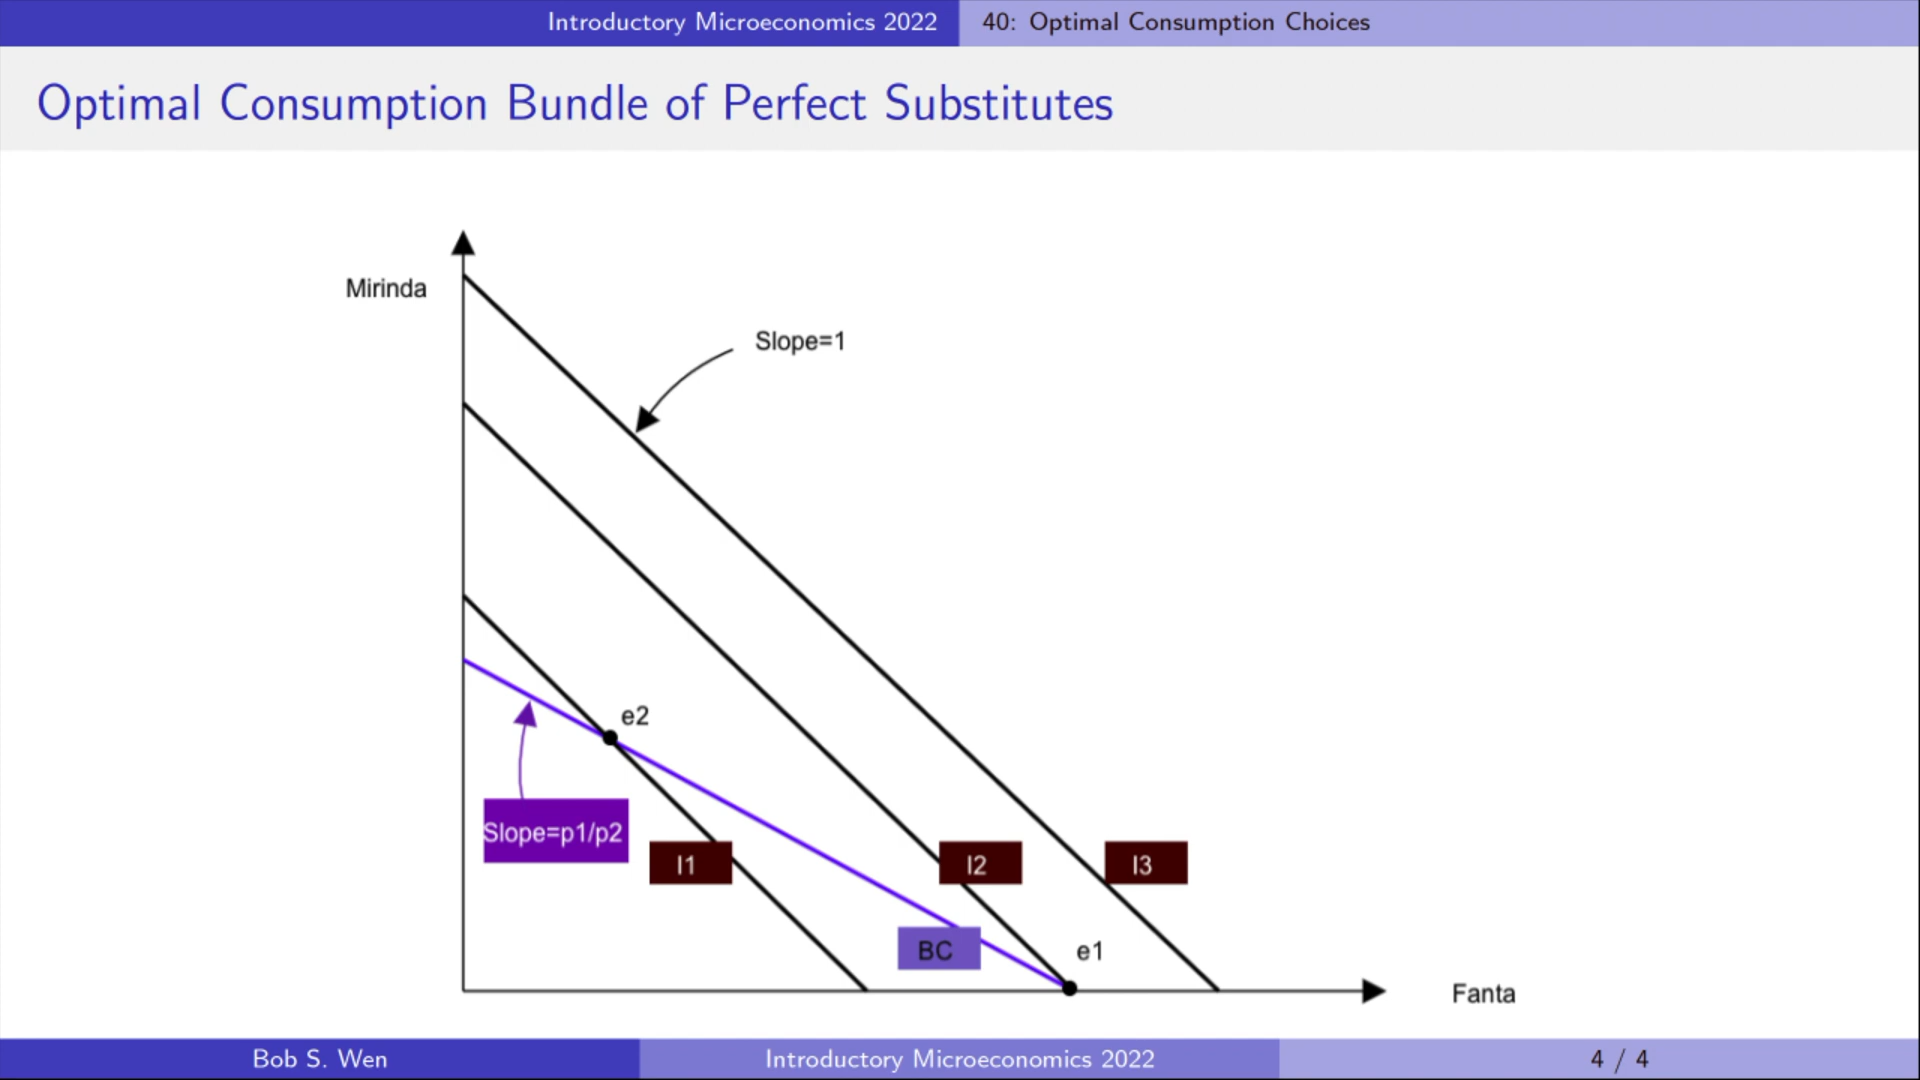 Introductory Microeconomics 2022
40: Optimal Consumption Choices
Optimal Consumption Bundle of Perfect Substitutes
Mirinda
Slope=1
e2
Slope=p1/p2
I1
I2
I3
BC
e1
Fanta
Bob S. Wen
Introductory Microeconomics 2022
4 / 4